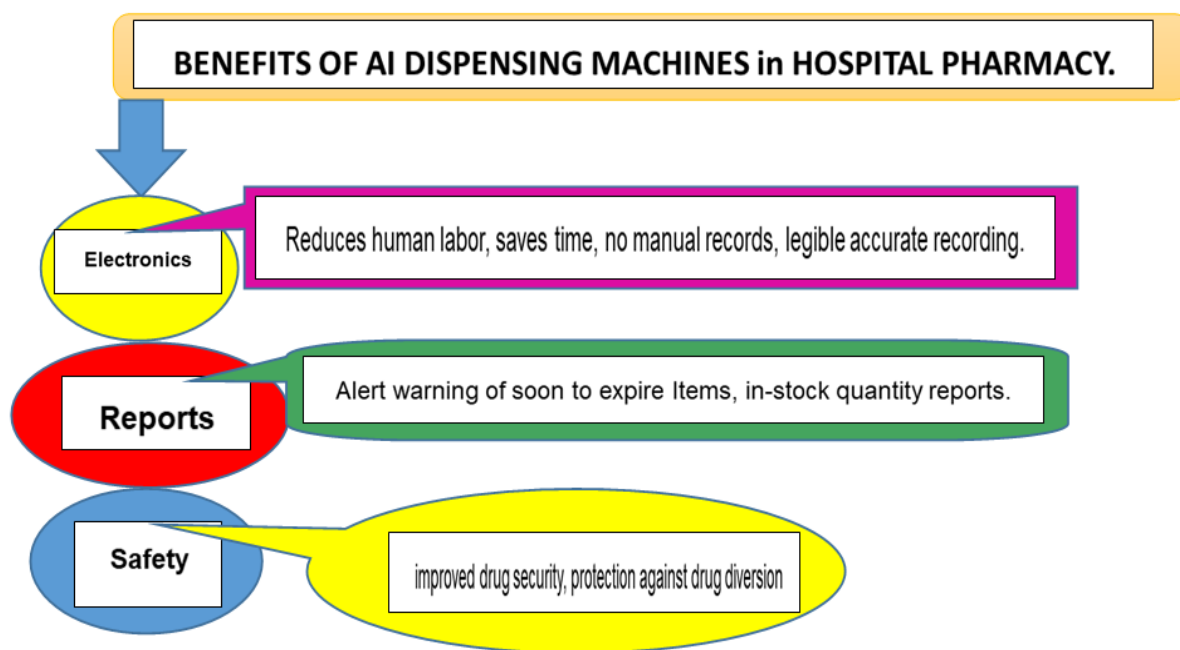 BENEFITS OF AI DISPENSING MACHINES in HOSPITAL PHARMACY.
Electronics
Reduces human labor, saves time, no manual records, legible accurate recording.
Reports
Alert warning of soon to expire Items, in-stock quantity reports.
Safety
improved drug security, protection against drug diversion